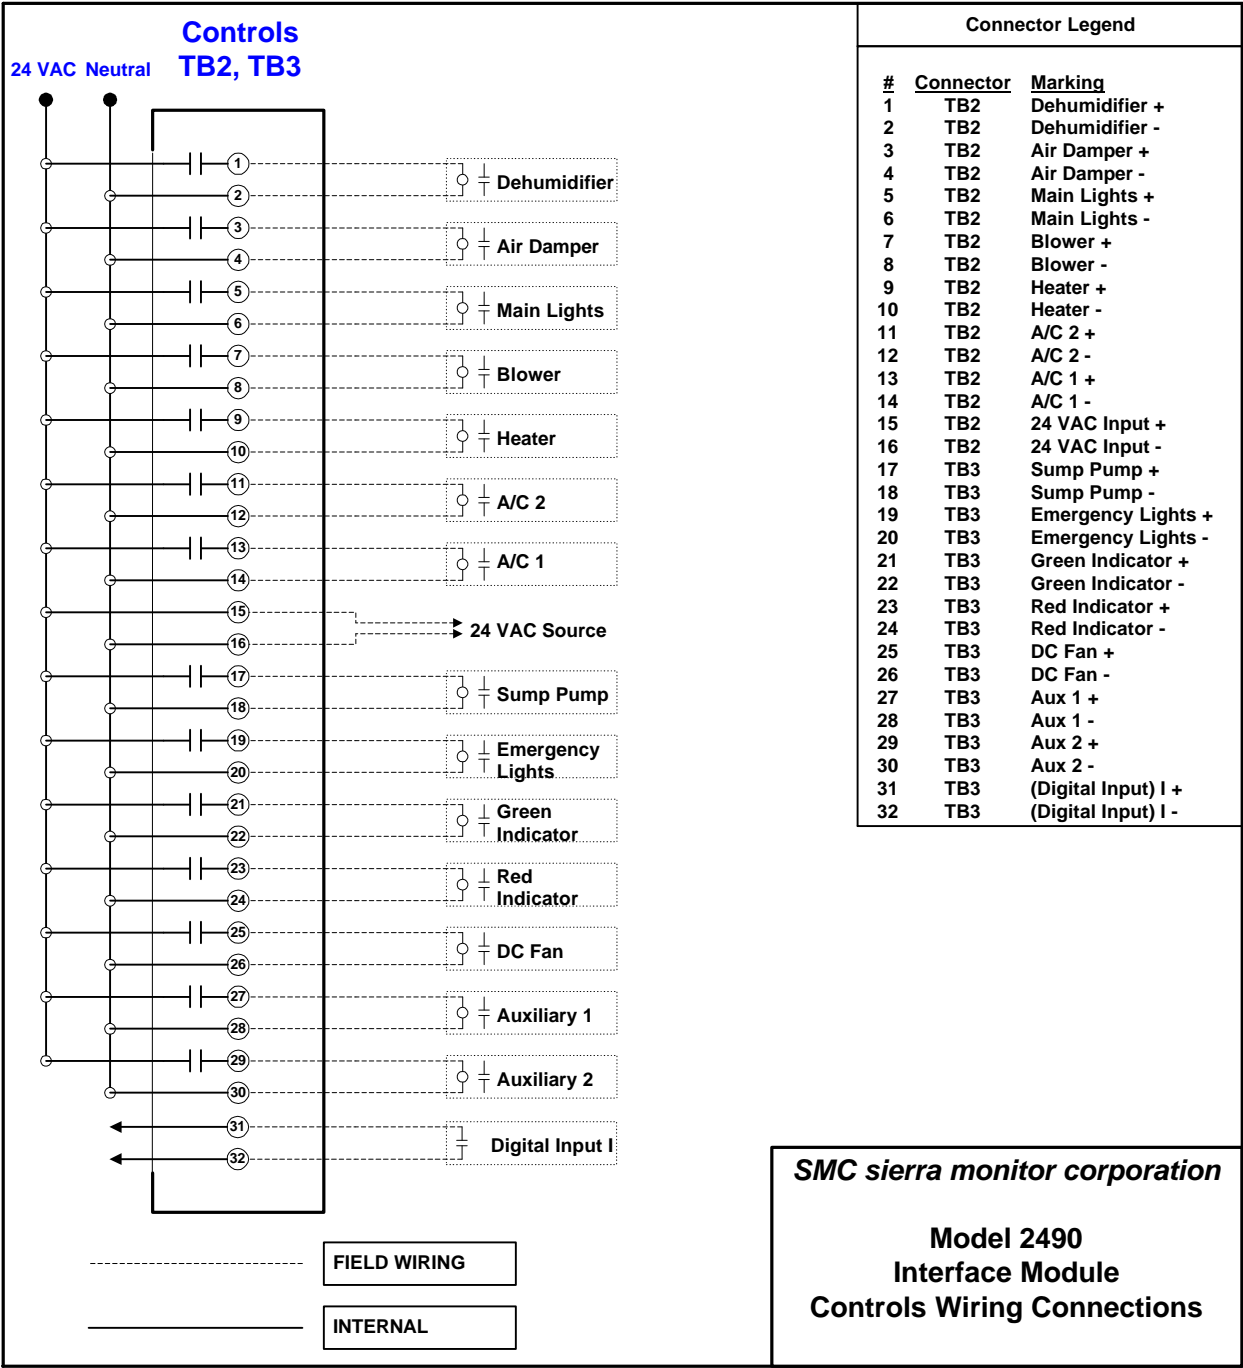 Controls
TB2, TB3
24 VAC Neutral
1
2
Dehumidifier
3
4
Air Damper
5
6
Main Lights
7
8
Blower
9
10
Heater
11
12
A/C 2
13
14
A/C 1
15
16
24 VAC Source
17
18
Sump Pump
19
20
Emergency
Lights
21
22
Green
Indicator
23
24
Red
Indicator
25
26
DC Fan
27
28
Auxiliary 1
29
30
Auxiliary 2
31
32
Digital Input I
FIELD WIRING
INTERNAL
Connector Legend
# Connector Marking
1 TB2 Dehumidifier +
2 TB2 Dehumidifier -
3 TB2 Air Damper +
4 TB2 Air Damper -
5 TB2 Main Lights +
6 TB2 Main Lights -
7 TB2 Blower +
8 TB2 Blower -
9 TB2 Heater +
10 TB2 Heater -
11 TB2 A/C 2 +
12 TB2 A/C 2 -
13 TB2 A/C 1 +
14 TB2 A/C 1 -
15 TB2 24 VAC Input +
16 TB2 24 VAC Input -
17 TB3 Sump Pump +
18 TB3 Sump Pump -
19 TB3 Emergency Lights +
20 TB3 Emergency Lights -
21 TB3 Green Indicator +
22 TB3 Green Indicator -
23 TB3 Red Indicator +
24 TB3 Red Indicator -
25 TB3 DC Fan +
26 TB3 DC Fan -
27 TB3 Aux 1 +
28 TB3 Aux 1 -
29 TB3 Aux 2 +
30 TB3 Aux 2 -
31 TB3 (Digital Input) I +
32 TB3 (Digital Input) I -
SMC sierra monitor corporation
Model 2490
Interface Module
Controls Wiring Connections